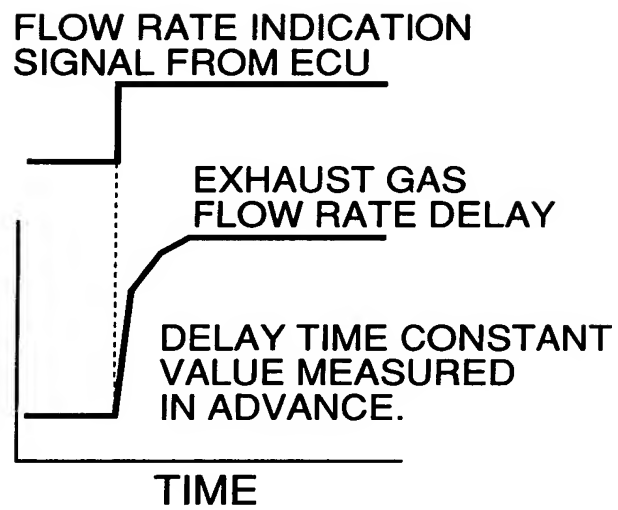 FLOW RATE INDICATION
SIGNAL FROM ECU
EXHAUST GAS
FLOW RATE DELAY
DELAY TIME CONSTANT
VALUE MEASURED
IN ADVANCE.
TIME